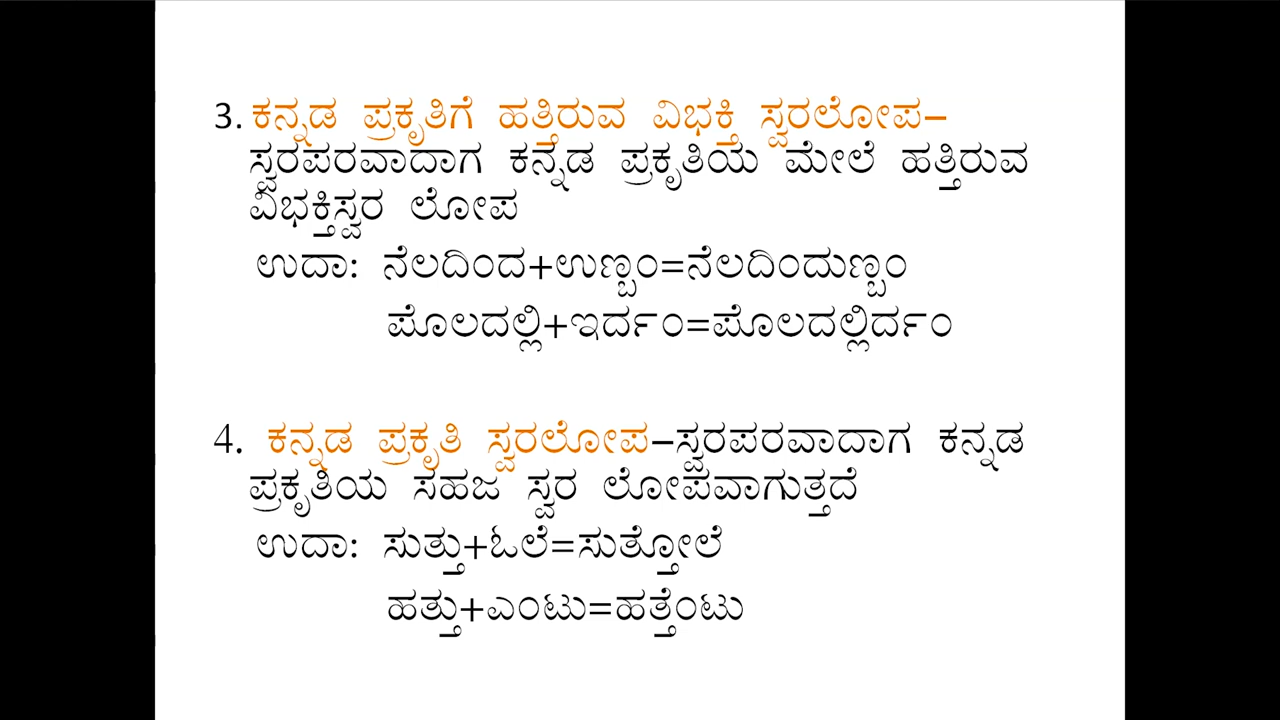 3. ಕನ್ನಡ ಪ್ರಕೃತಿಗೆ ಹತ್ತಿರುವ ವಿಭಕ್ತಿ ಸ್ವರಲೋಪ–
ಸ್ವರಪರವಾದಾಗ ಕನ್ನಡ ಪ್ರಕೃತಿಯ ಮೇಲೆ ಹತ್ತಿರುವ
ವಿಭಕ್ತಿಸ್ವರ ಲೋಪ
ಉದಾ: ನೆಲದಿಂದ+ಉಣ್ಬಂ=ನೆಲದಿಂದುಣ್ಬಂ
ಪೊಲದಲ್ಲಿ+ಇರ್ದಂ=ಪೊಲದಲ್ಲಿರ್ದಂ
4. ಕನ್ನಡ ಪ್ರಕೃತಿ ಸ್ವರಲೋಪ–ಸ್ವರಪರವಾದಾಗ ಕನ್ನಡ
ಪ್ರಕೃತಿಯ ಸಹಜ ಸ್ವರ ಲೋಪವಾಗುತ್ತದೆ
ಉದಾ: ಸುತ್ತು+ಓಲೆ=ಸುತ್ತೋಲೆ
ಹತ್ತು+ಎಂಟು=ಹತ್ತೆಂಟು